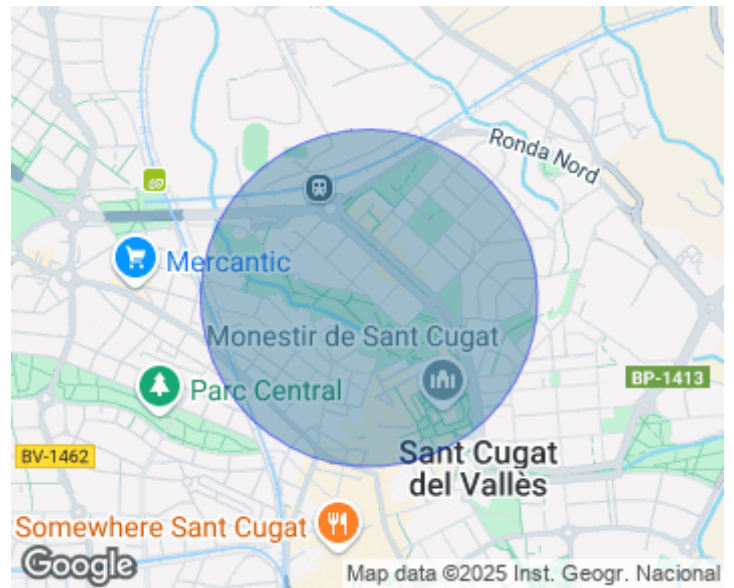 Ronda Nord
Mercantic
Monestir de Sant Cugat
Parc Central
BP-1413
Sant Cugat
del Vallès
BV-1462
Somewhere Sant Cugat
Google
Map data ©2025 Inst. Geogr. Nacional